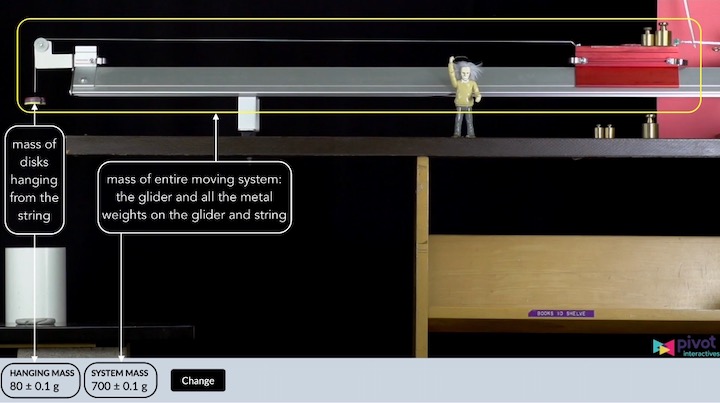 mass of
disks
hanging
from the
string
mass of entire moving system:
the glider and all the metal
weights on the glider and string
BOOKS TO SHELVE
pivot
interactives
HANGING MASS
80 ± 0.1 g
SYSTEM MASS
700 ± 0.1 g
Change